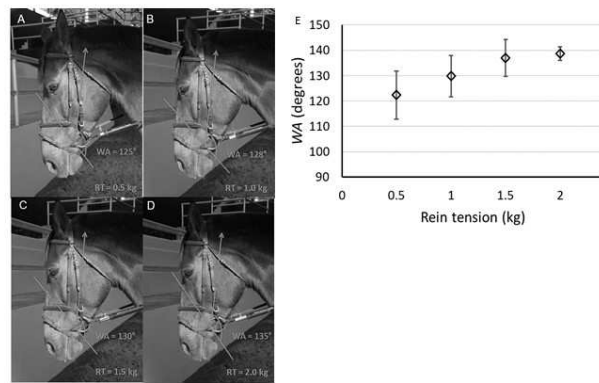 A
WA = 125°
RT = 0.5 kg
B
WA = 128°
RT = 1.0 kg
C
WA = 130°
RT = 1.5 kg
D
WA = 135°
RT = 2.0 kg
E
WA (degrees)
150
140
130
120
110
100
90
0
0.5
1
1.5
2
Rein tension (kg)